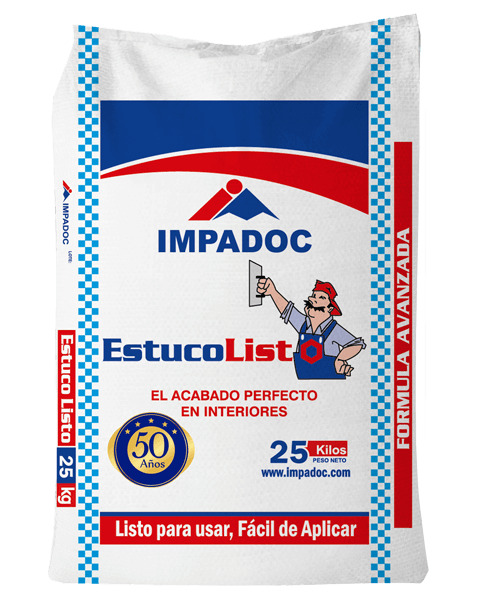 IMPADOC
EstucoListo
EL ACABADO PERFECTO
EN INTERIORES
50
Años
25 Kilos
PESO NETO
www.impadoc.com
Listo para usar, Fácil de Aplicar
IMPADOC
Estuco Listo
25 kg
FORMULA AVANZADA